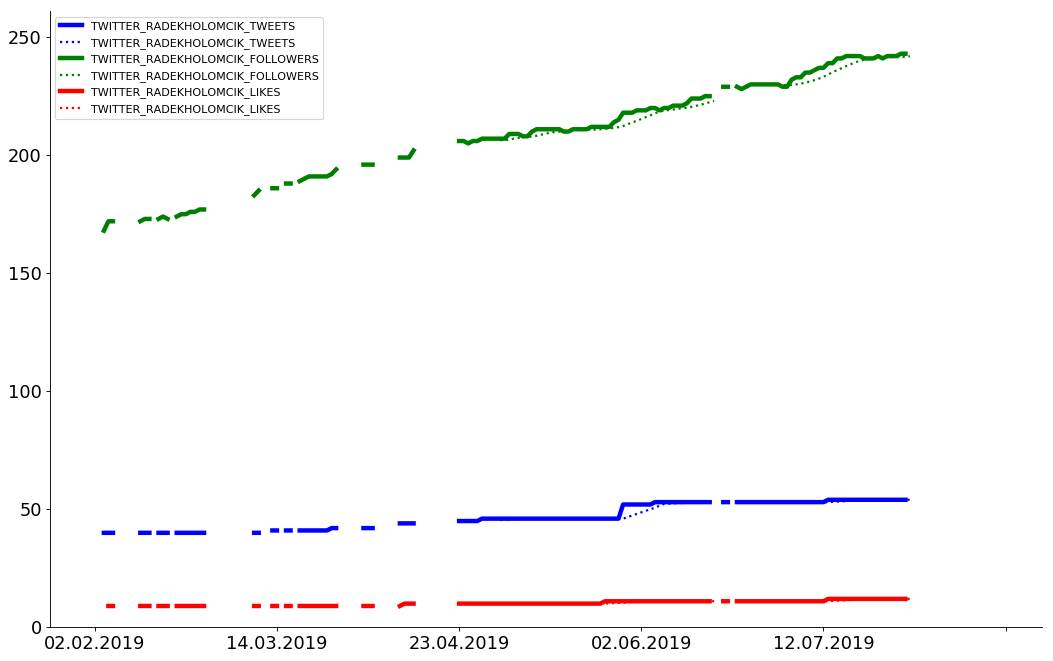 TWITTER_RADEKHOLOMCIK_TWEETS
TWITTER_RADEKHOLOMCIK_TWEETS
TWITTER_RADEKHOLOMCIK_FOLLOWERS
TWITTER_RADEKHOLOMCIK_FOLLOWERS
TWITTER_RADEKHOLOMCIK_LIKES
TWITTER_RADEKHOLOMCIK_LIKES
250
200
150
100
50
0
02.02.2019 14.03.2019 23.04.2019 02.06.2019 12.07.2019